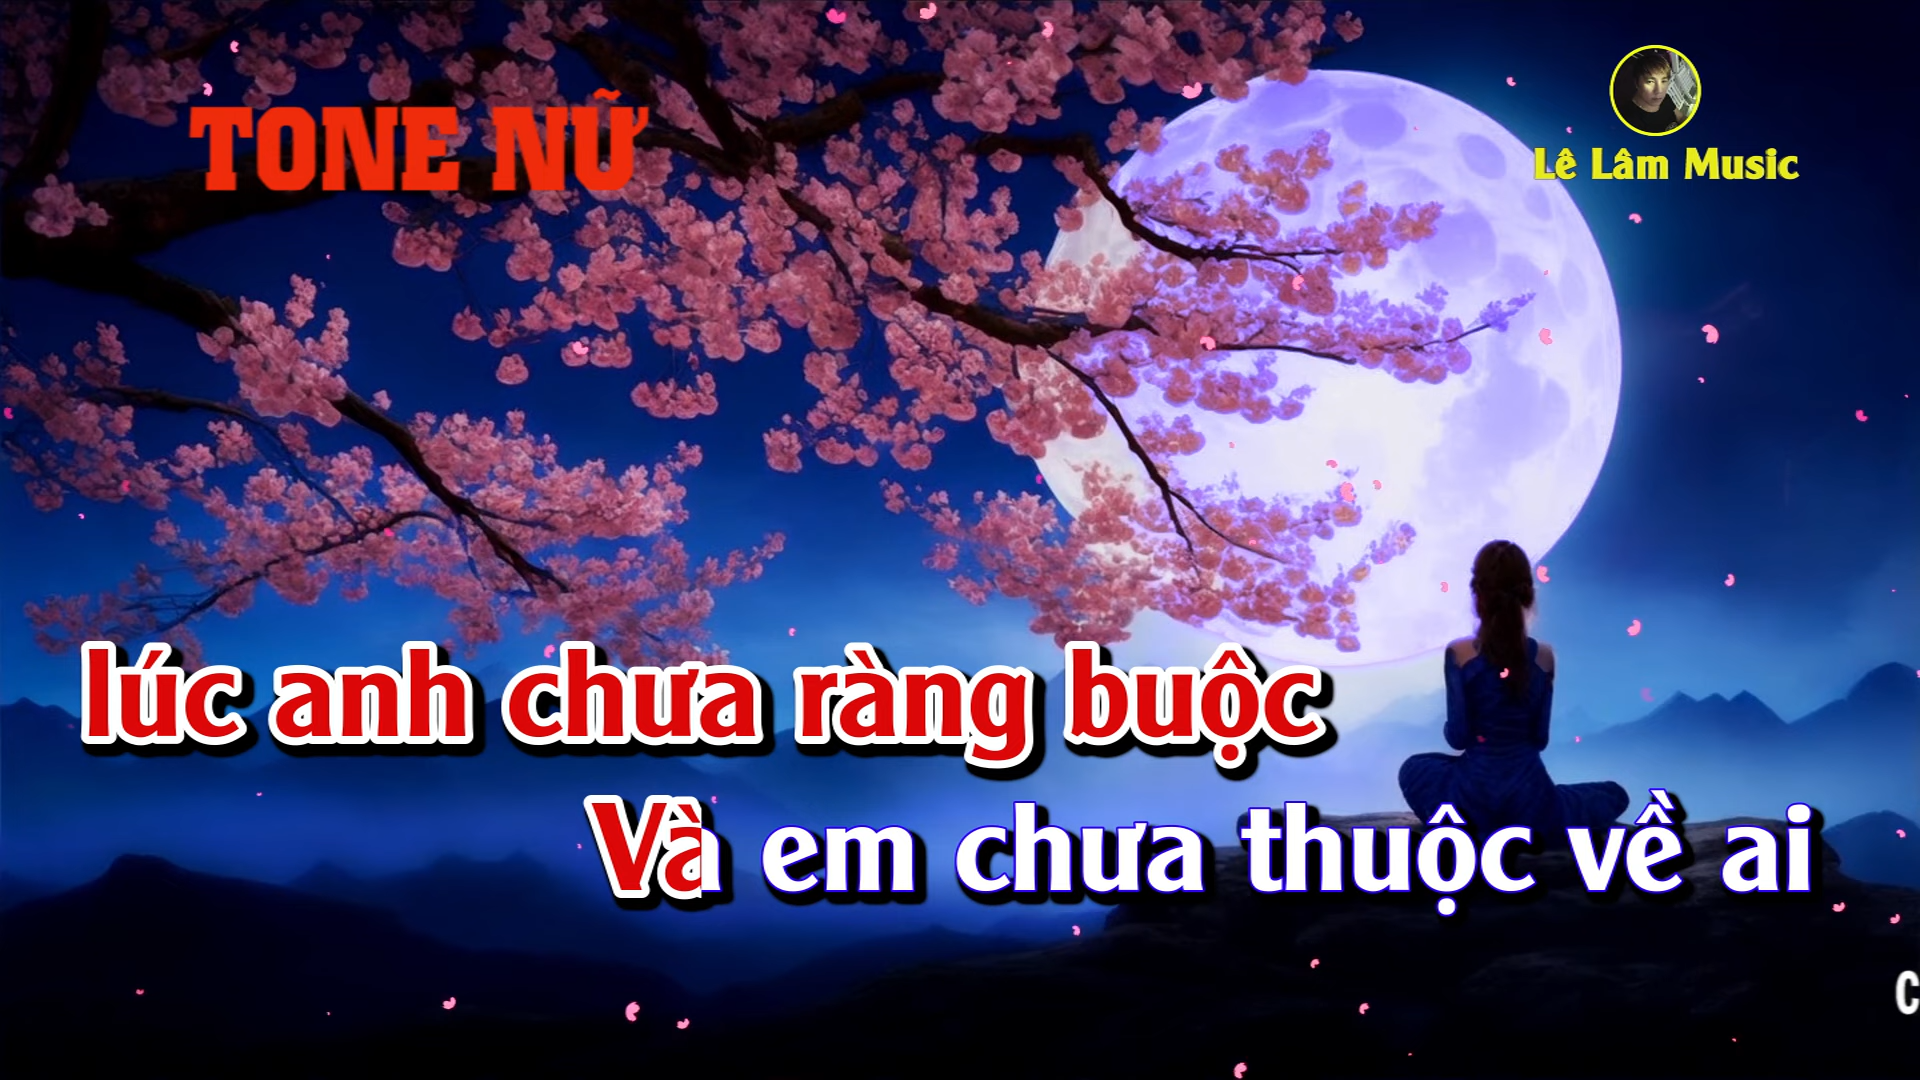 TONE NỮ
Lê Lâm Music
lúc anh chưa ràng buộc
Và em chưa thuộc về ai
C